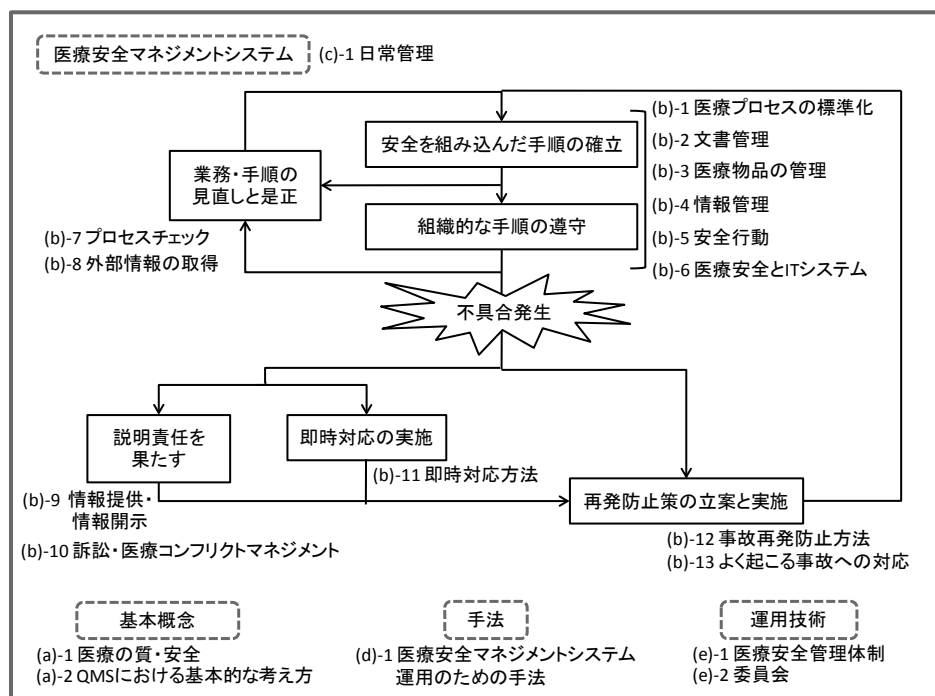 医療安全マネジメントシステム
(c)-1 日常管理
(b)-1 医療プロセスの標準化
安全を組み込んだ手順の確立
(b)-2 文書管理
業務・手順の
見直しと是正
(b)-3 医療物品の管理
(b)-4 情報管理
組織的な手順の遵守
(b)-7 プロセスチェック
(b)-5 安全行動
(b)-8 外部情報の取得
(b)-6 医療安全とITシステム
不具合発生
説明責任を
果たす
即時対応の実施
(b)-11 即時対応方法
(b)-9 情報提供・
情報開示
再発防止策の立案と実施
(b)-10 訴訟・医療コンフリクトマネジメント
(b)-12 事故再発防止方法
(b)-13 よく起こる事故への対応
基本概念
(a)-1 医療の質・安全
(a)-2 QMSにおける基本的な考え方
手法
(d)-1 医療安全マネジメントシステム
運用のための手法
運用技術
(e)-1 医療安全管理体制
(e)-2 委員会